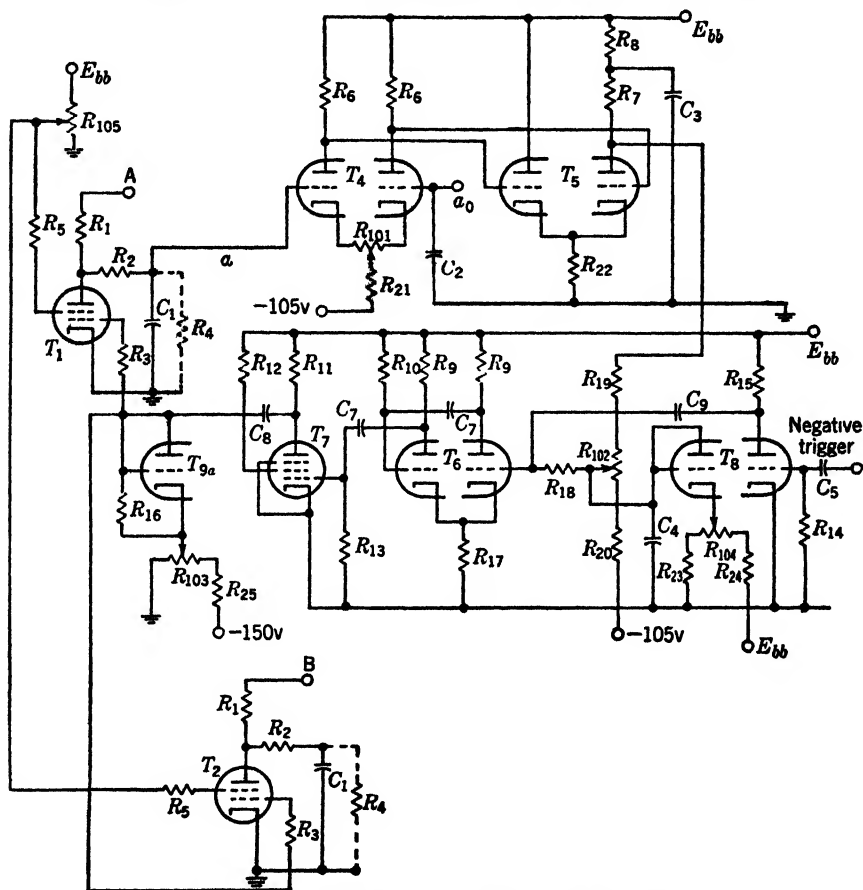 E_bb
R_8
E_bb
R_6
R_6
R_7
C_3
R_105
A
T_4
T_5
a_0
R_5
R_1
R_101
R_2
a
C_2
R_22
R_21
C_1
R_4
−105v
T_1
R_3
E_bb
R_12
R_11
R_10
R_9
R_9
R_19
R_15
C_8
C_7
C_7
C_9
T_7
Negative
trigger
T_9a
T_6
R_102
T_8
R_18
C_5
R_16
C_4
R_14
R_13
R_17
R_20
R_104
R_103
R_25
R_23
R_24
−150v
−105v
E_bb
B
R_1
R_2
T_2
C_1
R_4
R_5
R_3